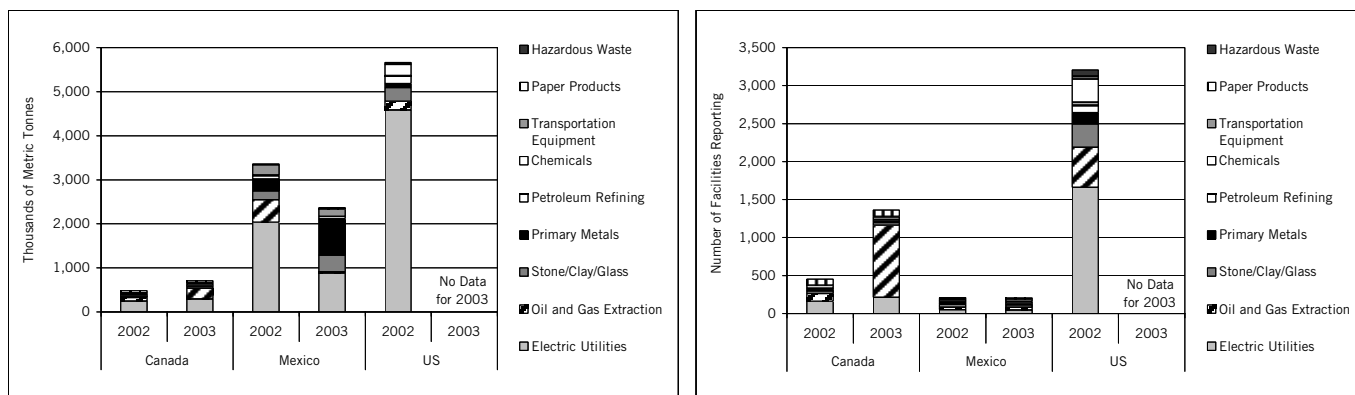 Thousands of Metric Tonnes
6,000
5,000
4,000
3,000
2,000
1,000
0
No Data
for 2003
2002
2003
2002
2003
2002
2003
Canada
Mexico
US
Hazardous Waste
Paper Products
Transportation
Equipment
Chemicals
Petroleum Refining
Primary Metals
Stone/Clay/Glass
Oil and Gas Extraction
Electric Utilities
Number of Facilities Reporting
3,500
3,000
2,500
2,000
1,500
1,000
500
0
No Data
for 2003
2002
2003
2002
2003
2002
2003
Canada
Mexico
US
Hazardous Waste
Paper Products
Transportation
Equipment
Chemicals
Petroleum Refining
Primary Metals
Stone/Clay/Glass
Oil and Gas Extraction
Electric Utilities